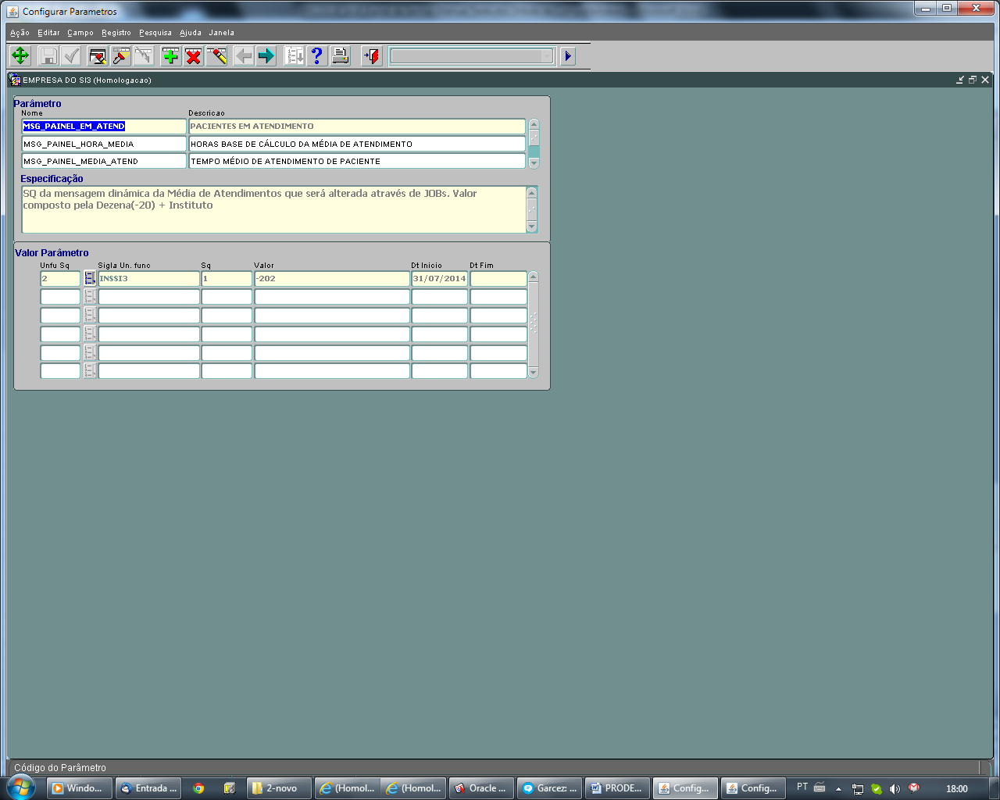 Configurar Parametros
Ação Editar Campo Registro Pesquisa Ajuda Janela
EMPRESA DO SI3 (Homologacao)
Parâmetro
Nome Descricao
MSG_PAINEL_EM_ATEND PACIENTES EM ATENDIMENTO
MSG_PAINEL_HORA_MEDIA HORAS BASE DE CÁLCULO DA MÉDIA DE ATENDIMENTO
MSG_PAINEL_MEDIA_ATEND TEMPO MÉDIO DE ATENDIMENTO DE PACIENTE
Especificação
SQ da mensagem dinámica da Média de Atendimentos que será alterada através de JOBs. Valor
composto pela Dezena(-20) + Instituto
Valor Parámetro
Unfu Sq Sigla Un. func Sq Valor Dt Inicio Dt Fim
2 INSSI3 1 -202 31/07/2014
Código do Parámetro
Windo... Entrada ... 2-novo (Homol... (Homol... Oracle ... Garcez: ... PRODE... Config... Config... PT 18:00